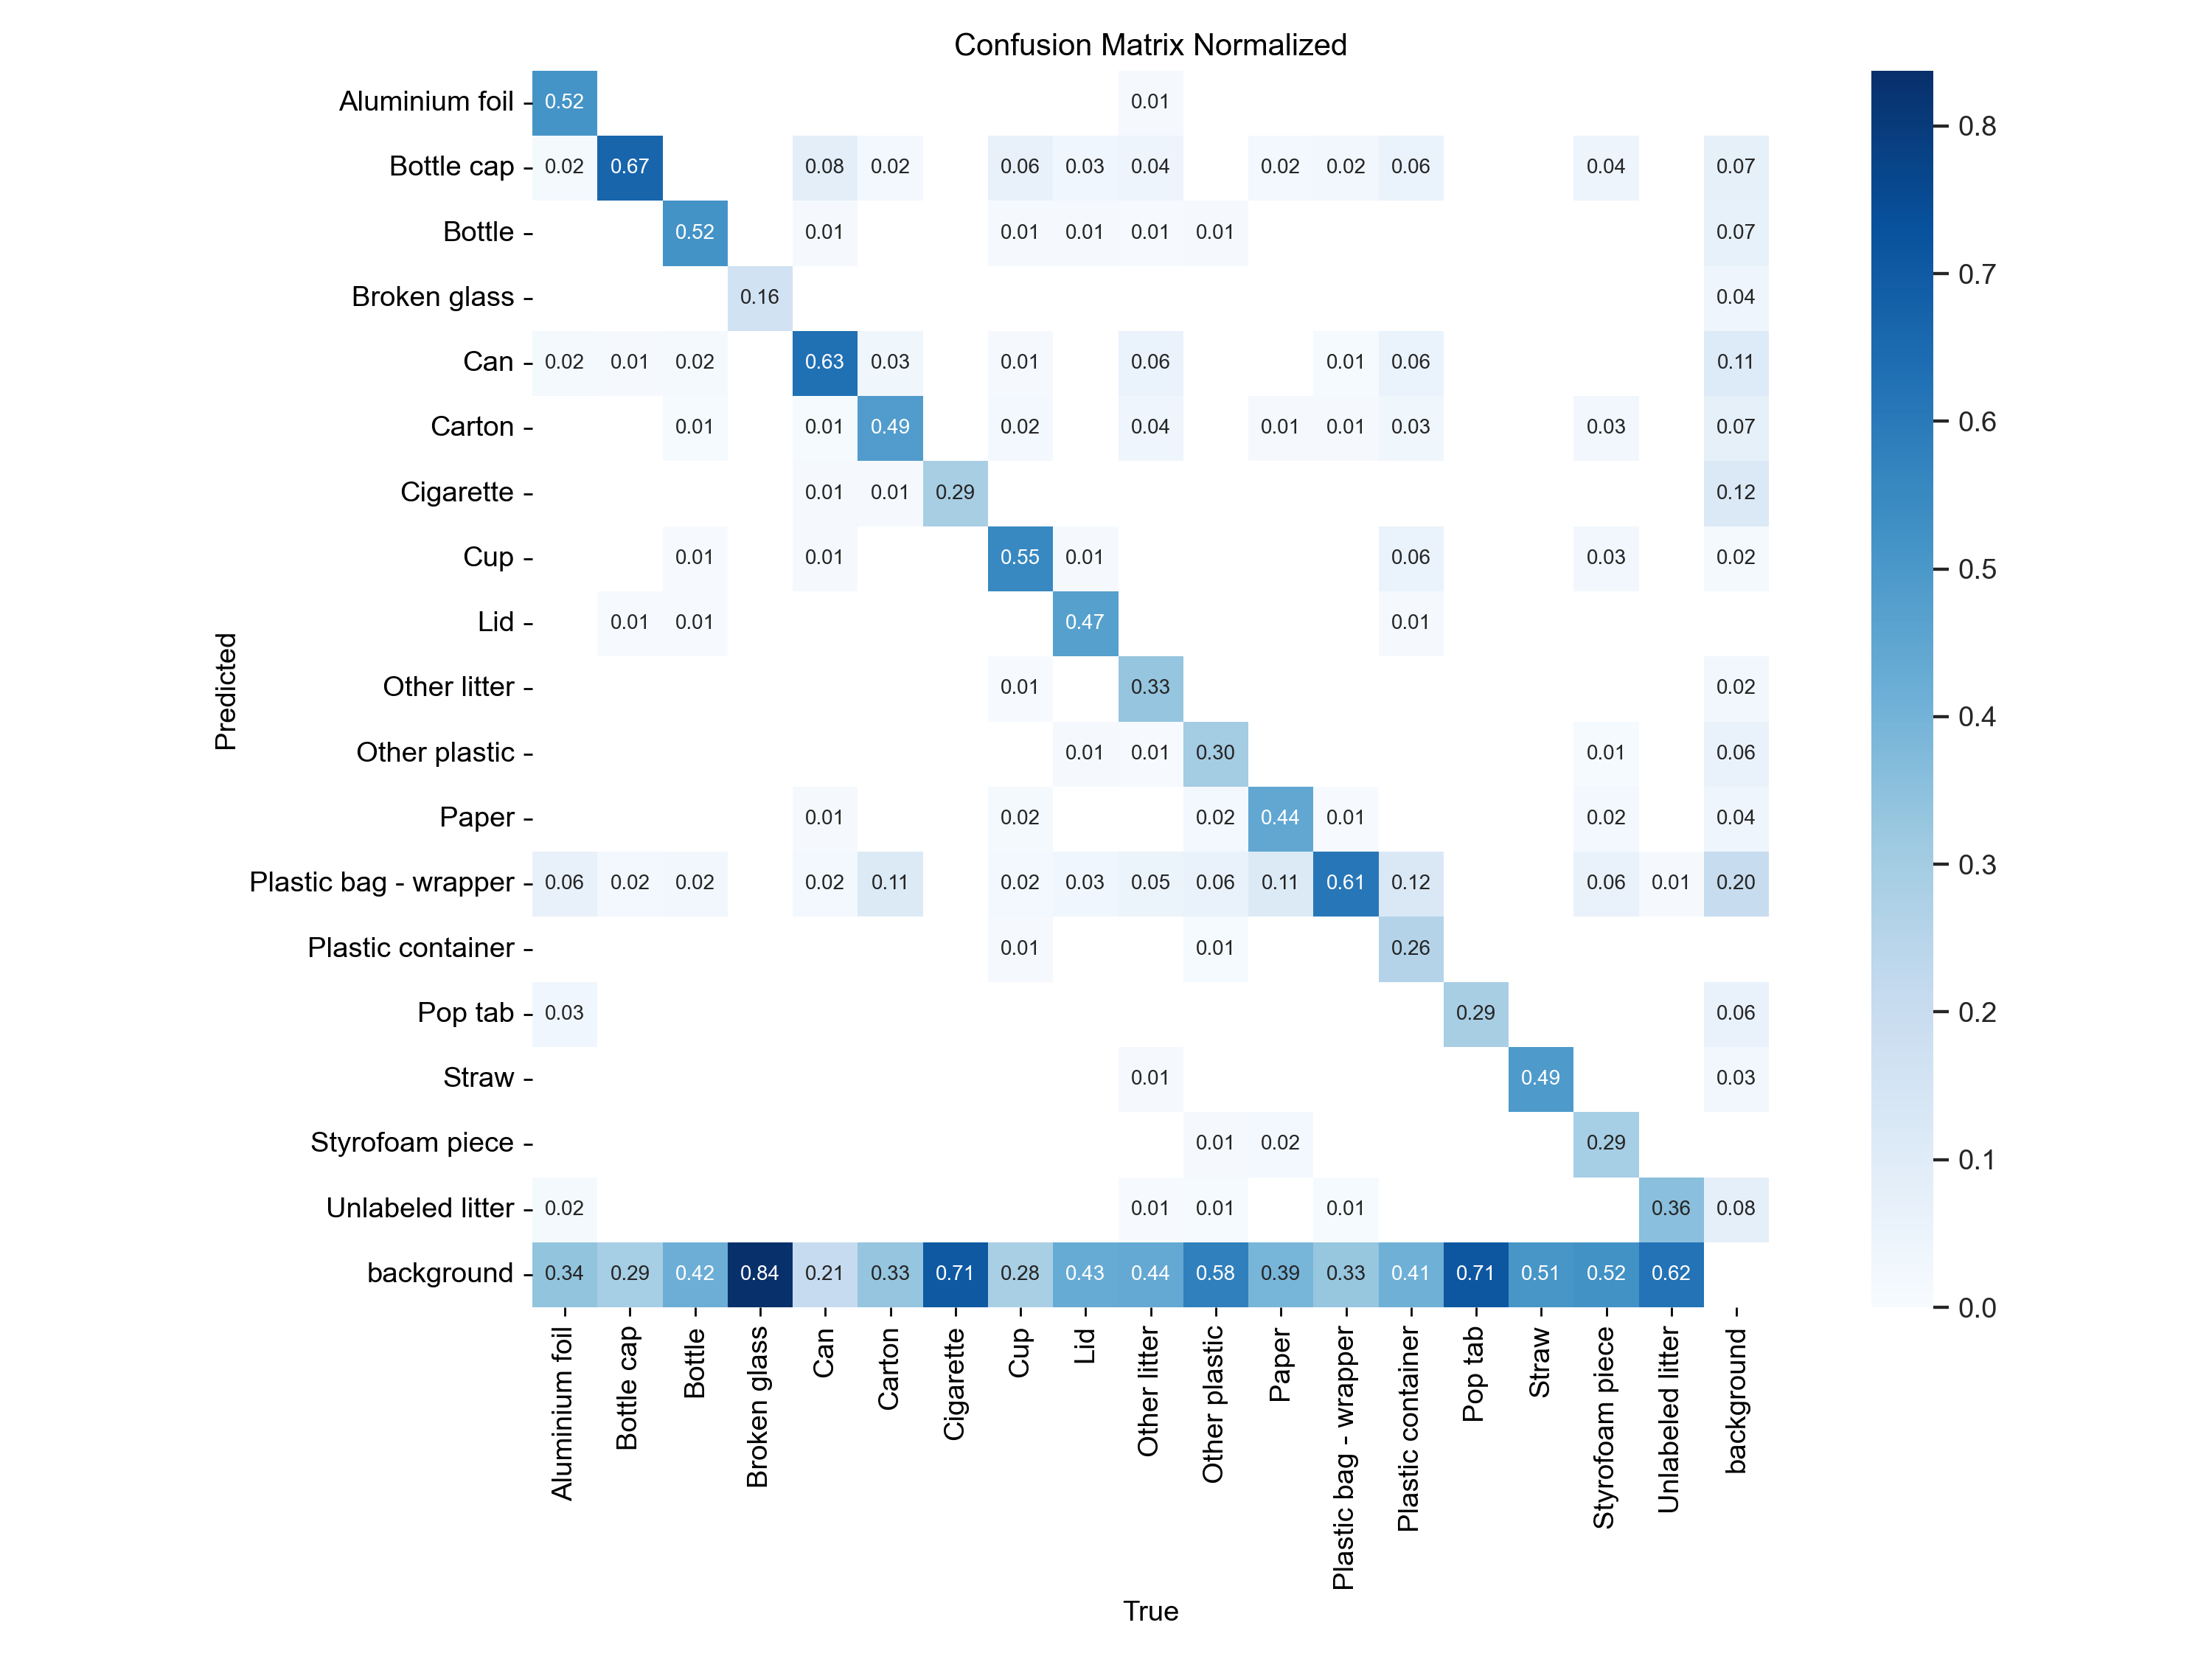 Confusion Matrix Normalized
Aluminium foil 0.52 0.01
Bottle cap 0.02 0.67 0.08 0.02 0.06 0.03 0.04 0.02 0.02 0.06 0.04 0.07
Bottle 0.52 0.01 0.01 0.01 0.01 0.01 0.07
Broken glass 0.16 0.04
Can 0.02 0.01 0.02 0.63 0.03 0.01 0.06 0.01 0.06 0.11
Carton 0.01 0.01 0.49 0.02 0.04 0.01 0.01 0.03 0.03 0.07
Cigarette 0.01 0.01 0.29 0.12
Cup 0.01 0.01 0.55 0.01 0.06 0.03 0.02
Lid 0.01 0.01 0.47 0.01
Other litter 0.01 0.33 0.02
Other plastic 0.01 0.01 0.30 0.01 0.06
Paper 0.01 0.02 0.02 0.44 0.01 0.02 0.04
Plastic bag - wrapper 0.06 0.02 0.02 0.02 0.11 0.02 0.03 0.05 0.06 0.11 0.61 0.12 0.06 0.01 0.20
Plastic container 0.01 0.01 0.26
Pop tab 0.03 0.29 0.06
Straw 0.01 0.49 0.03
Styrofoam piece 0.01 0.02 0.29
Unlabeled litter 0.02 0.01 0.01 0.01 0.36 0.08
background 0.34 0.29 0.42 0.84 0.21 0.33 0.71 0.28 0.43 0.44 0.58 0.39 0.33 0.41 0.71 0.51 0.52 0.62
Predicted
Aluminium foil
Bottle cap
Bottle
Broken glass
Can
Carton
Cigarette
Cup
Lid
Other litter
Other plastic
Paper
Plastic bag - wrapper
Plastic container
Pop tab
Straw
Styrofoam piece
Unlabeled litter
background
True
0.8
0.7
0.6
0.5
0.4
0.3
0.2
0.1
0.0